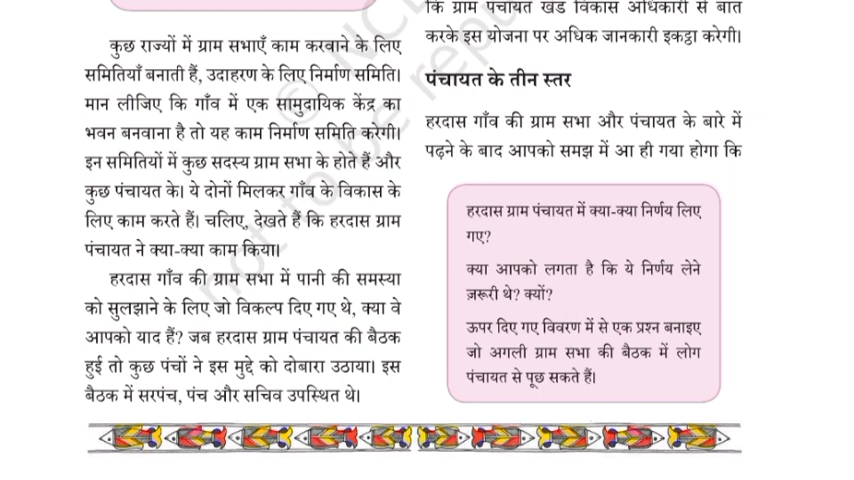 कुछ राज्यों में ग्राम सभाएँ काम करवाने के लिए
समितियाँ बनाती हैं, उदाहरण के लिए निर्माण समिति।
मान लीजिए कि गाँव में एक सामुदायिक केंद्र का
भवन बनवाना है तो यह काम निर्माण समिति करेगी।
इन समितियों में कुछ सदस्य ग्राम सभा के होते हैं और
कुछ पंचायत के। ये दोनों मिलकर गाँव के विकास के
लिए काम करते हैं। चलिए, देखते हैं कि हरदास ग्राम
पंचायत ने क्या-क्या काम किया।
हरदास गाँव की ग्राम सभा में पानी की समस्या
को सुलझाने के लिए जो विकल्प दिए गए थे, क्या वे
आपको याद हैं? जब हरदास ग्राम पंचायत की बैठक
हुई तो कुछ पंचों ने इस मुद्दे को दोबारा उठाया। इस
बैठक में सरपंच, पंच और सचिव उपस्थित थे।
कि ग्राम पंचायत खंड विकास अधिकारी से बात
करके इस योजना पर अधिक जानकारी इकट्ठा करेगी।
पंचायत के तीन स्तर
हरदास गाँव की ग्राम सभा और पंचायत के बारे में
पढ़ने के बाद आपको समझ में आ ही गया होगा कि
हरदास ग्राम पंचायत में क्या-क्या निर्णय लिए
गए?
क्या आपको लगता है कि ये निर्णय लेने
ज़रूरी थे? क्यों?
ऊपर दिए गए विवरण में से एक प्रश्न बनाइए
जो अगली ग्राम सभा की बैठक में लोग
पंचायत से पूछ सकते हैं।